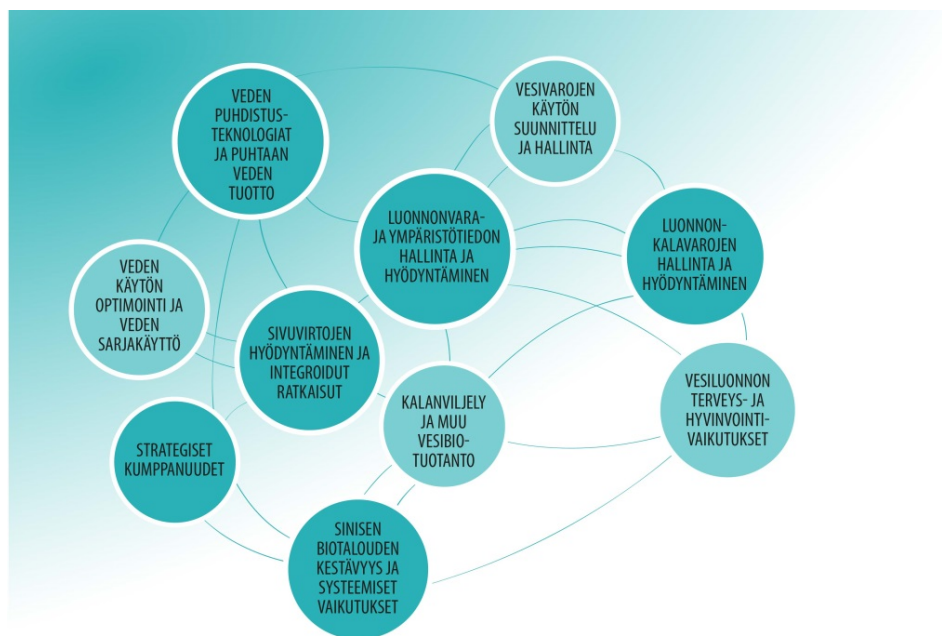 VEDEN
PUHDISTUS-
TEKNOLOGIAT
JA PUHTAAN
VEDEN
TUOTTO
VESIVAROJEN
KÄYTÖN
SUUNNITTELU
JA HALLINTA
LUONNONVARA-
JA YMPÄRISTÖTIEDON
HALLINTA JA
HYÖDYNTÄMINEN
LUONNON-
KALAVAROJEN
HALLINTA JA
HYÖDYNTÄMINEN
VEDEN
KÄYTÖN
OPTIMOINTI JA
VEDEN
SARJAKÄYTTÖ
SIVUVIRTOJEN
HYÖDYNTÄMINEN JA
INTEGROIDUT
RATKAISUT
KALANVILJELY
JA MUU
VESIBIO-
TUOTANTO
VESILUONNON
TERVEYS- JA
HYVINVOINTI-
VAIKUTUKSET
STRATEGISET
KUMPPANUUDET
SINISEN
BIOTALOUDEN
KESTÄVYYS JA
SYSTEEMISET
VAIKUTUKSET